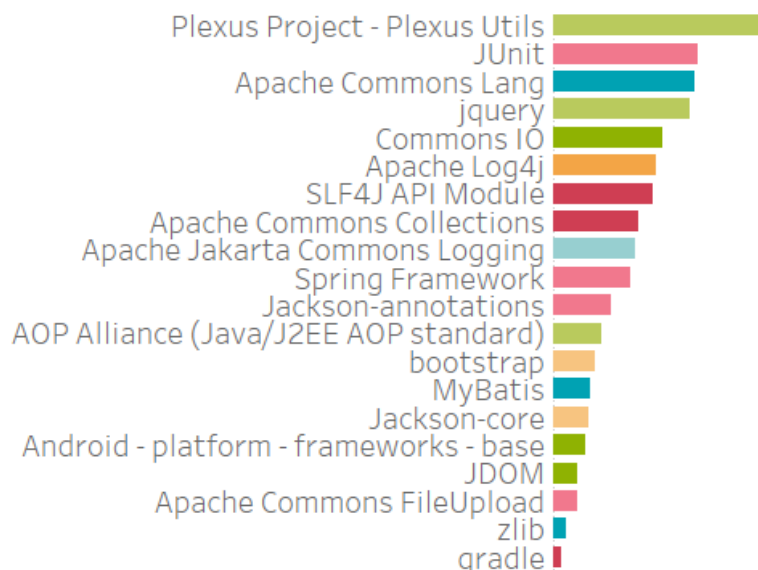 Plexus Project - Plexus Utils
JUnit
Apache Commons Lang
jquery
Commons IO
Apache Log4j
SLF4J API Module
Apache Commons Collections
Apache Jakarta Commons Logging
Spring Framework
Jackson-annotations
AOP Alliance (Java/J2EE AOP standard)
bootstrap
MyBatis
Jackson-core
Android - platform - frameworks - base
JDOM
Apache Commons FileUpload
zlib
gradle